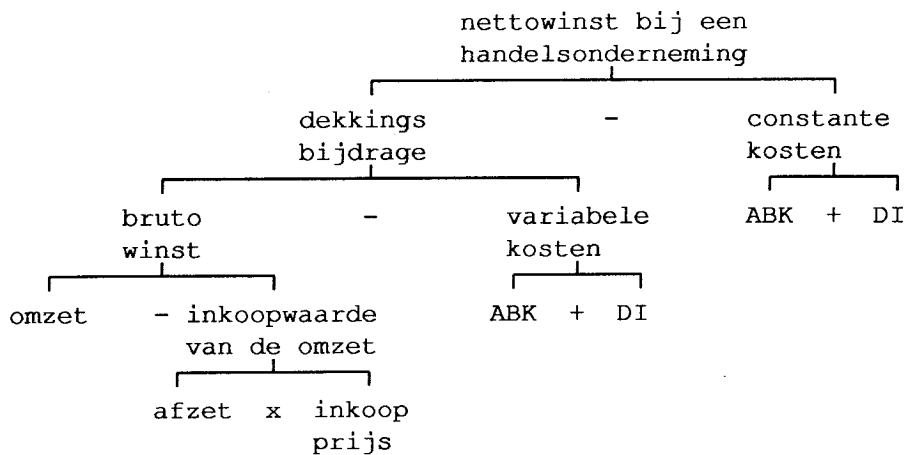 nettowinst bij een
handelsonderneming
dekkings - constante
bijdrage kosten
bruto - variabele ABK + DI
winst kosten
omzet - inkoopwaarde ABK + DI
van de omzet
afzet x inkoop
prijs